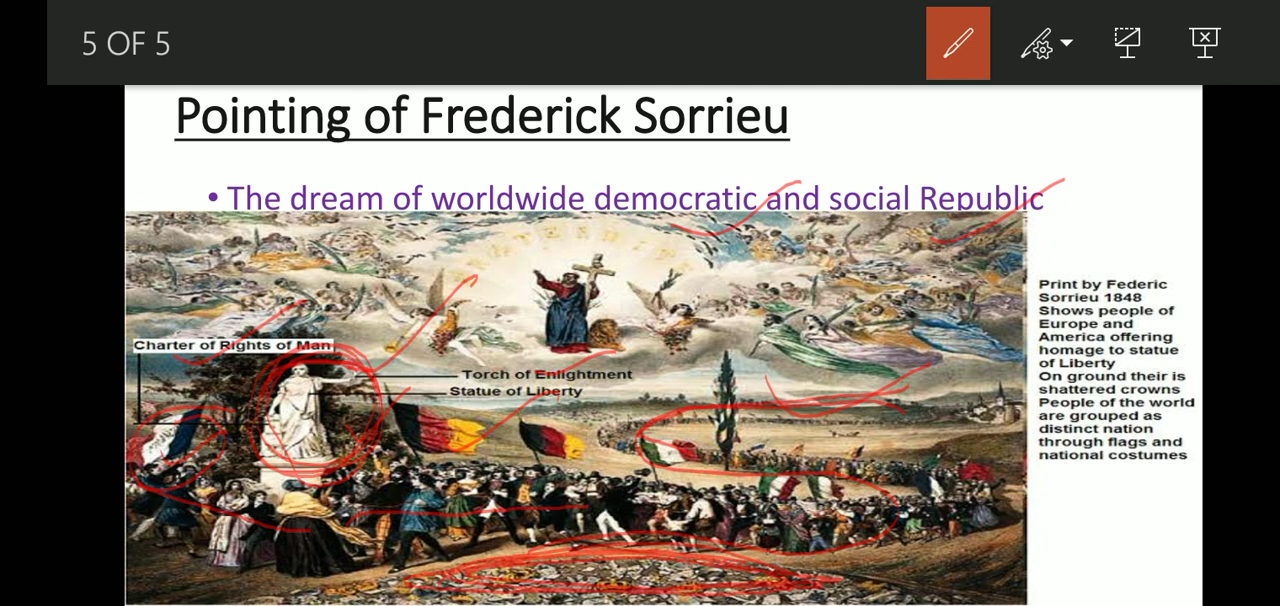 5 OF 5
Pointing of Frederick Sorrieu
• The dream of worldwide democratic and social Republic
Charter of Rights of Man
Torch of Enlightment
Statue of Liberty
Print by Federic
Sorrieu 1848
Shows people of
Europe and
America offering
homage to statue
of Liberty
On ground their is
shattered crowns
People of the world
are grouped as
distinct nation
through flags and
national costumes